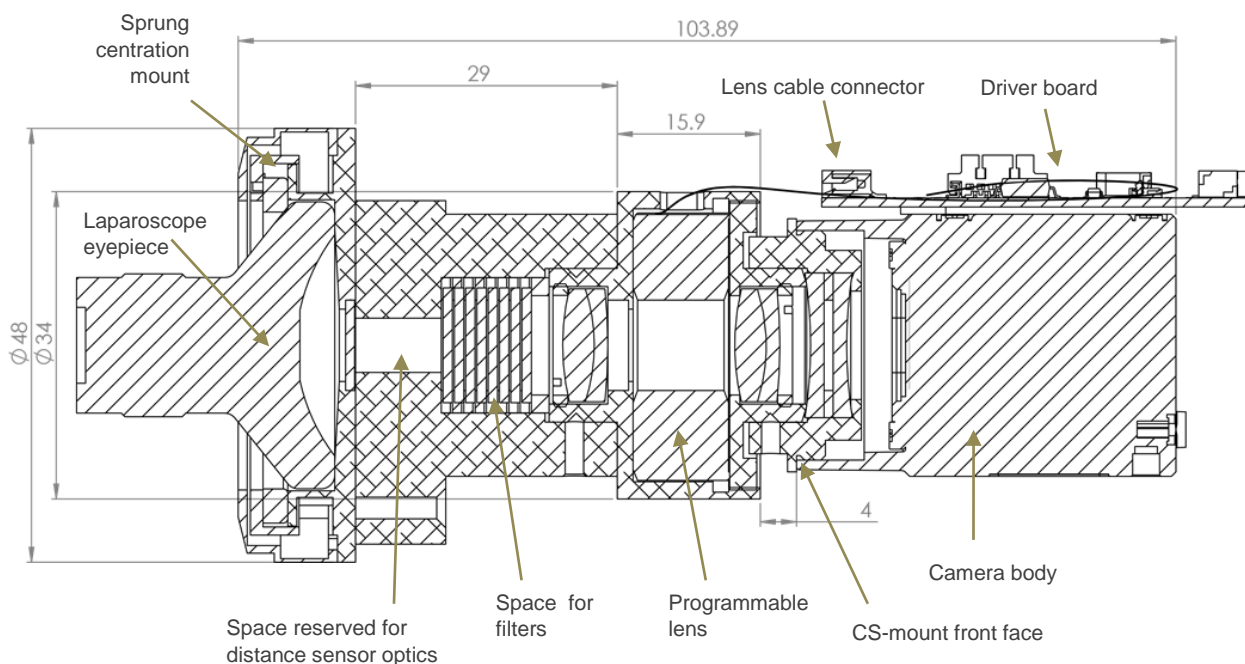 Sprung
centration
mount
103.89
29
Lens cable connector
Driver board
15.9
Laparoscope
eyepiece
Ø48
Ø34
4
Camera body
Space for
filters
Programmable
lens
CS-mount front face
Space reserved for
distance sensor optics